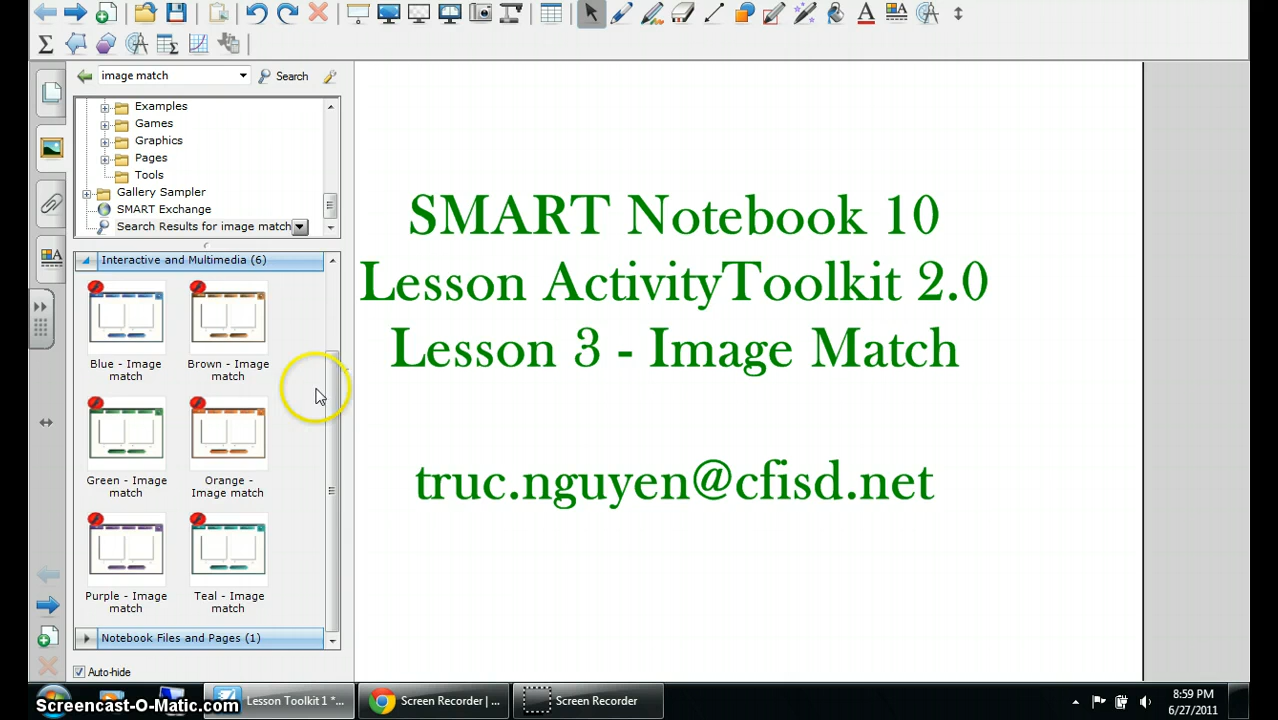 image match
Search
Examples
Games
Graphics
Pages
Tools
Gallery Sampler
SMART Exchange
Search Results for image match
Interactive and Multimedia (6)
Blue - Image match
Brown - Image match
Green - Image match
Orange - Image match
Purple - Image match
Teal - Image match
Notebook Files and Pages (1)
Auto-hide
SMART Notebook 10
Lesson ActivityToolkit 2.0
Lesson 3 - Image Match
truc.nguyen@cfisd.net
Screencast-O-Matic.com
Lesson Toolkit 1 *...
Screen Recorder | ...
Screen Recorder
8:59 PM
6/27/2011